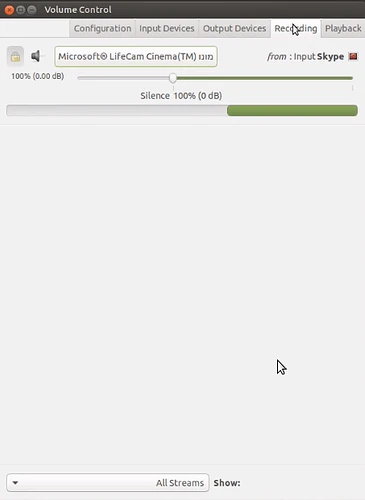 Volume Control
Configuration Input Devices Output Devices Recording Playback
Microsoft® LifeCam Cinema(TM) מונו from : Input Skype
100% (0.00 dB)
Silence 100% (0 dB)
All Streams Show: